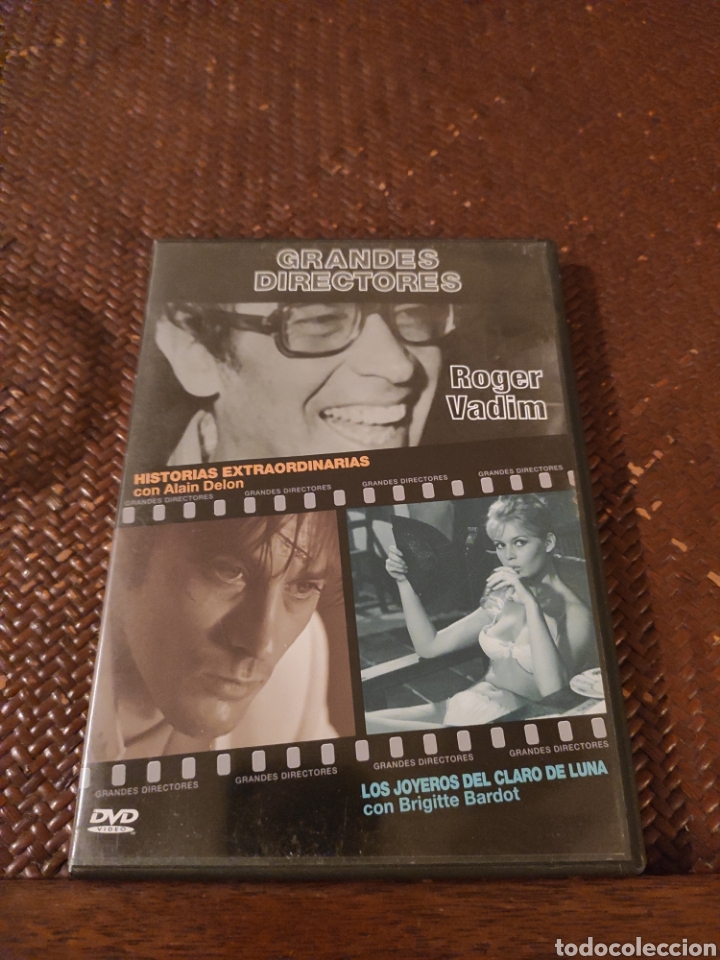 GRANDES
DIRECTORES
Roger
Vadim
HISTORIAS EXTRAORDINARIAS
con Alain Delon
GRANDES DIRECTORES
GRANDES DIRECTORES
GRANDES DIRECTORES
GRANDES DIRECTORES
GRANDES DIRECTORES
GRANDES DIRECTORES
GRANDES DIRECTORES
GRANDES DIRECTORES
LOS JOYEROS DEL CLARO DE LUNA
con Brigitte Bardot
DVD
VIDEO
todocoleccion